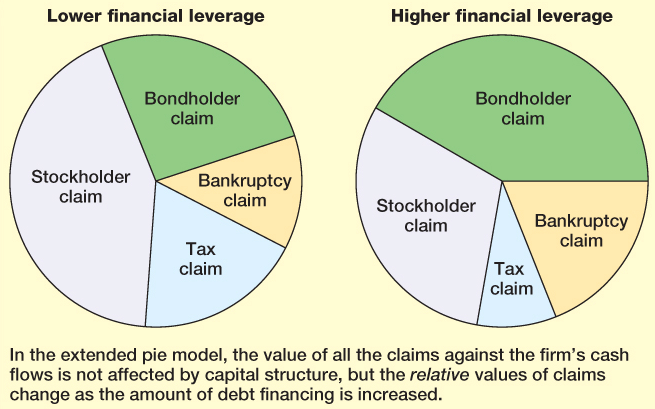 Lower financial leverage
Bondholder
claim
Stockholder
claim
Bankruptcy
claim
Tax
claim
Higher financial leverage
Bondholder
claim
Stockholder
claim
Bankruptcy
claim
Tax
claim
In the extended pie model, the value of all the claims against the firm's cash
flows is not affected by capital structure, but the relative values of claims
change as the amount of debt financing is increased.